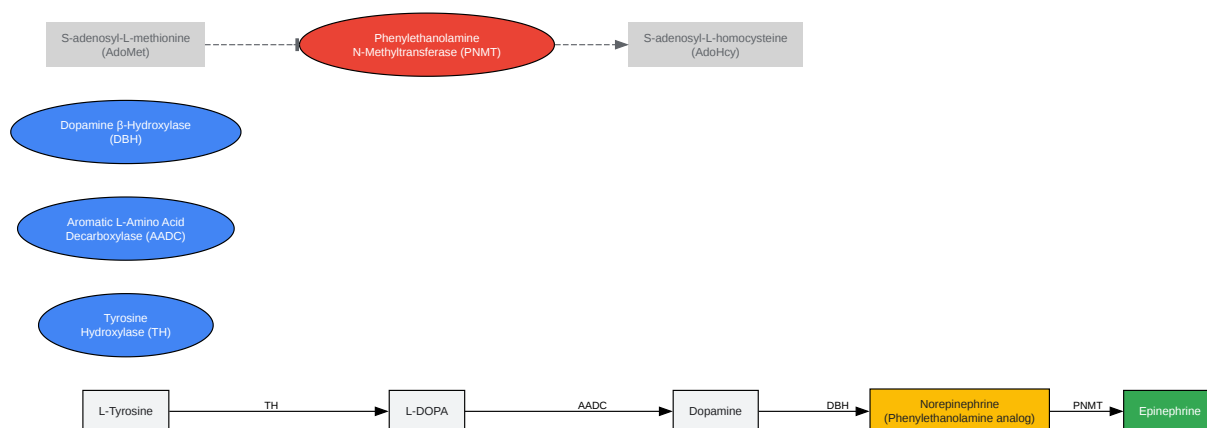 S-adenosyl-L-methionine
(AdoMet)
Phenylethanolamine
N-Methyltransferase (PNMT)
S-adenosyl-L-homocysteine
(AdoHcy)
Dopamine β-Hydroxylase
(DBH)
Aromatic L-Amino Acid
Decarboxylase (AADC)
Tyrosine
Hydroxylase (TH)
L-Tyrosine
TH
L-DOPA
AADC
Dopamine
DBH
Norepinephrine
(Phenylethanolamine analog)
PNMT
Epinephrine